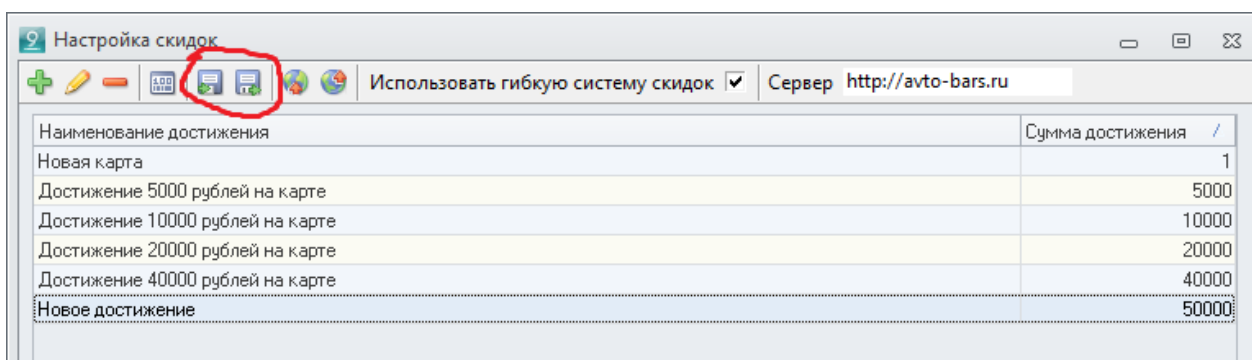 Настройка скидок
Использовать гибкую систему скидок Сервер http://avto-bars.ru
Наименование достижения Сумма достижения
Новая карта 1
Достижение 5000 рублей на карте 5000
Достижение 10000 рублей на карте 10000
Достижение 20000 рублей на карте 20000
Достижение 40000 рублей на карте 40000
Новое достижение 50000